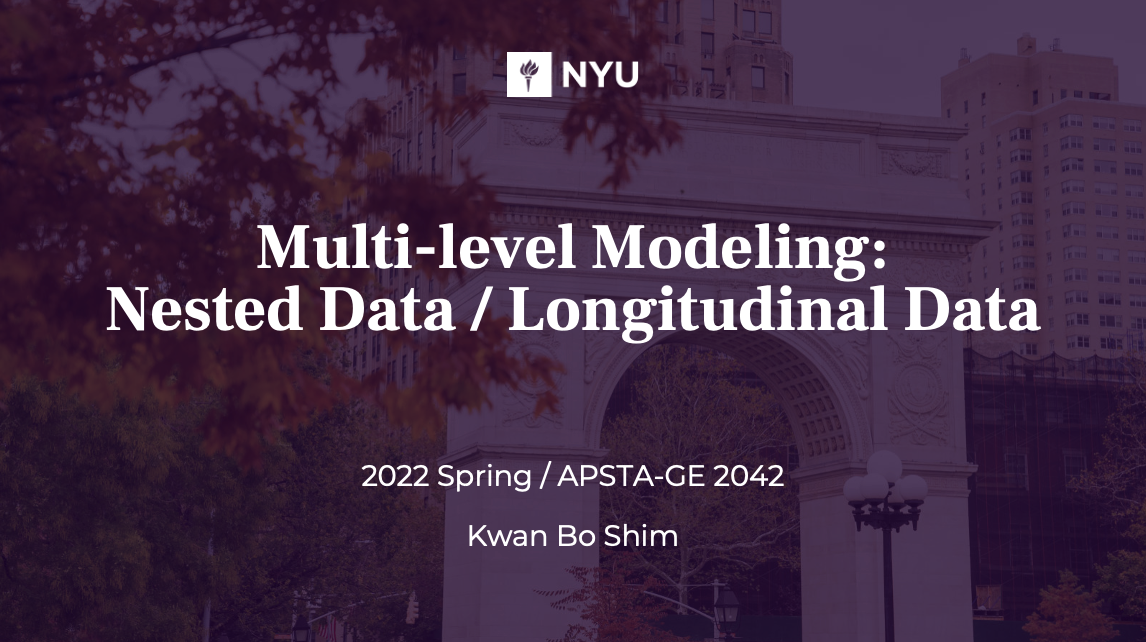 NYU
Multi-level Modeling:
Nested Data / Longitudinal Data
2022 Spring / APSTA-GE 2042
Kwan Bo Shim